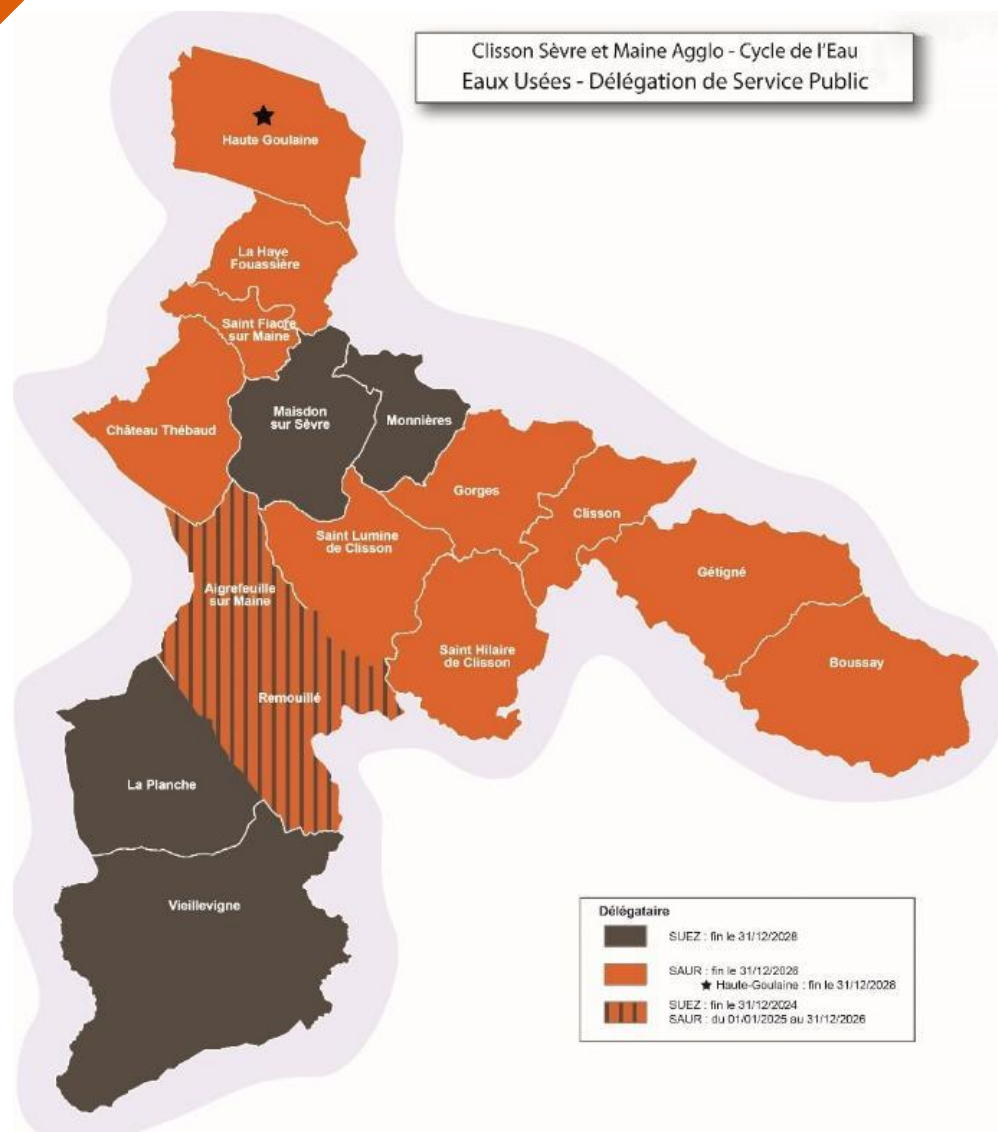 Clisson Sèvre et Maine Agglo - Cycle de l'Eau
Eaux Usées - Délégation de Service Public
Haute Goulaine
La Haye
Fouassière
Saint Fiacre
sur Maine
Maisdon
sur Sèvre
Monnières
Château Thébaud
Gorges
Clisson
Saint Lumine
de Clisson
Gétigné
Aigrefeuille
sur Maine
Saint Hilaire
de Clisson
Boussay
Remouillé
La Planche
Vieillevigne
Délégataire
SUEZ : fin le 31/12/2028
SAUR : fin le 31/12/2026
★ Haute-Goulaine : fin le 31/12/2028
SUEZ : fin le 31/12/2024
SAUR : du 01/01/2025 au 31/12/2026